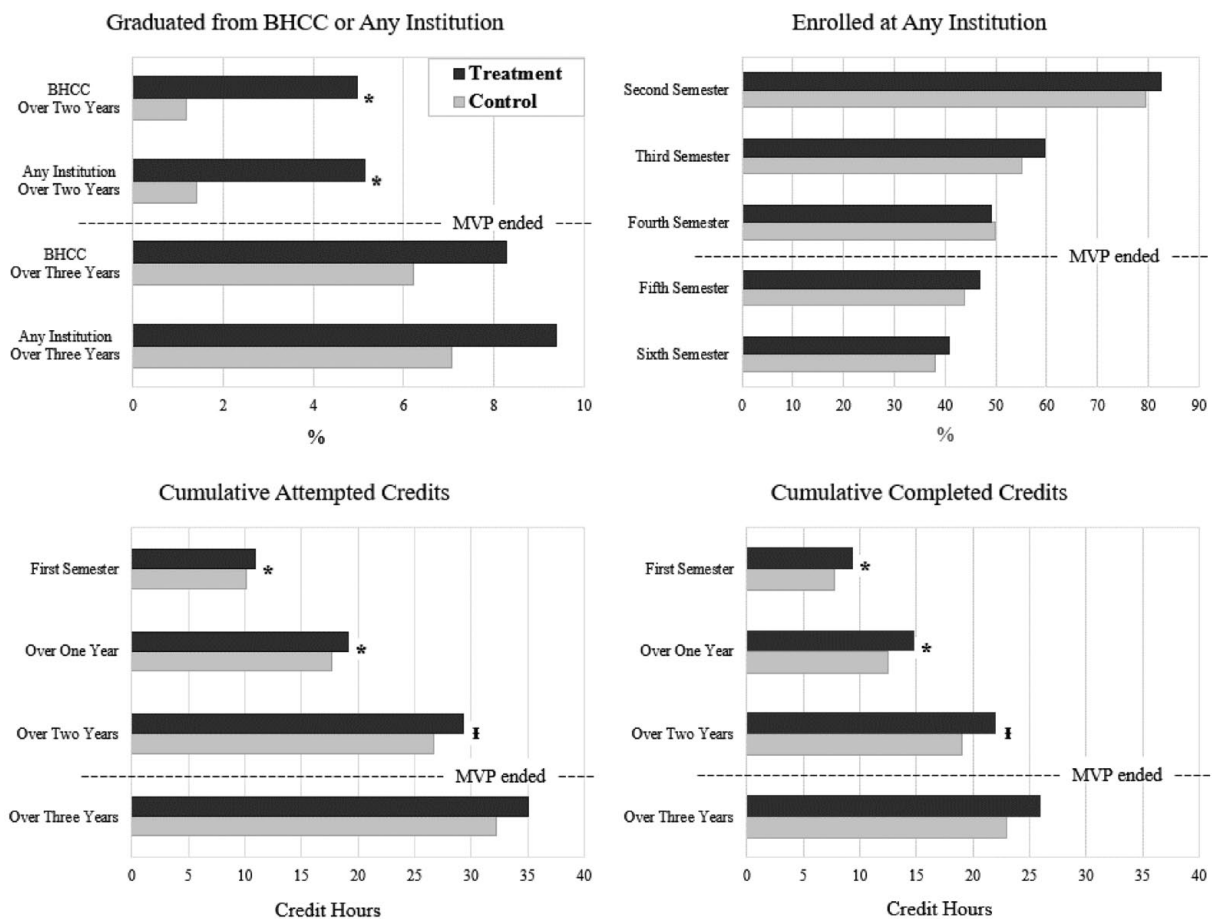 Graduated from BHCC or Any Institution
BHCC
Over Two Years
*
Any Institution
Over Two Years
*
MVP ended
BHCC
Over Three Years
Any Institution
Over Three Years
0 2 4 6 8 10
%
Treatment
Control
Enrolled at Any Institution
Second Semester
Third Semester
Fourth Semester
MVP ended
Fifth Semester
Sixth Semester
0 10 20 30 40 50 60 70 80 90
%
Cumulative Attempted Credits
First Semester
*
Over One Year
*
Over Two Years
ⱡ
MVP ended
Over Three Years
0 5 10 15 20 25 30 35 40
Credit Hours
Cumulative Completed Credits
First Semester
*
Over One Year
*
Over Two Years
ⱡ
MVP ended
Over Three Years
0 5 10 15 20 25 30 35 40
Credit Hours